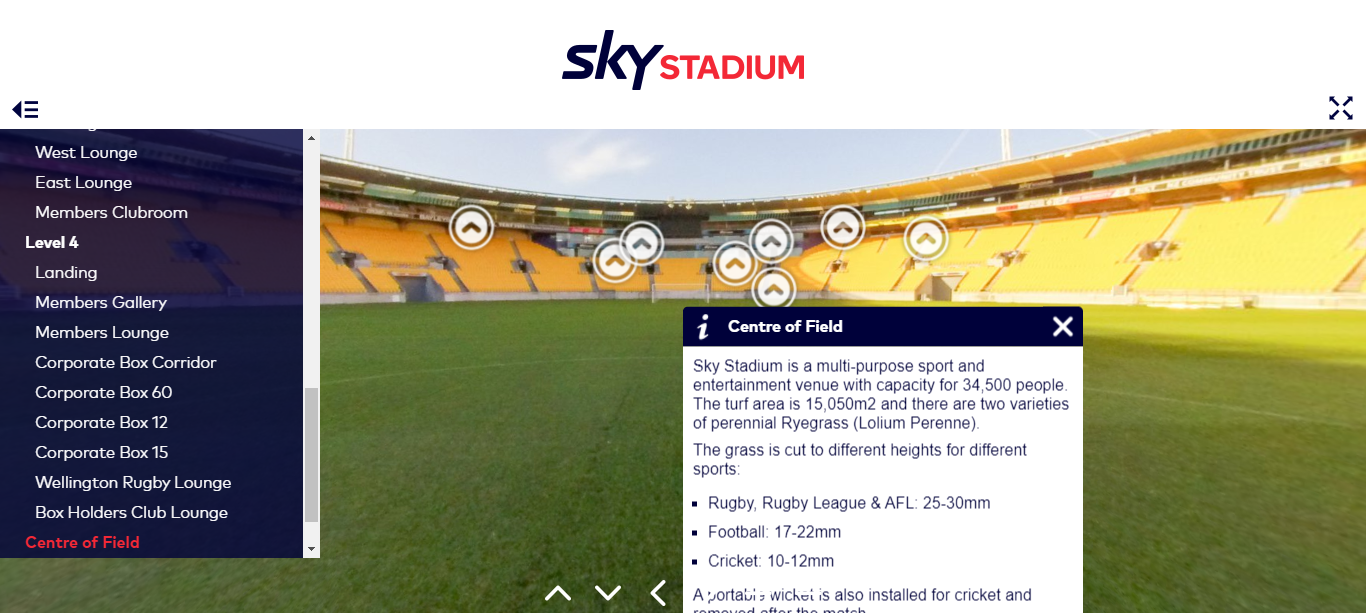 sky STADIUM
West Lounge
East Lounge
Members Clubroom
Level 4
Landing
Members Gallery
Members Lounge
Corporate Box Corridor
Corporate Box 60
Corporate Box 12
Corporate Box 15
Wellington Rugby Lounge
Box Holders Club Lounge
Centre of Field
i Centre of Field
Sky Stadium is a multi-purpose sport and
entertainment venue with capacity for 34,500 people.
The turf area is 15,050m2 and there are two varieties
of perennial Ryegrass (Lolium Perenne).
The grass is cut to different heights for different
sports:
▪ Rugby, Rugby League & AFL: 25-30mm
▪ Football: 17-22mm
▪ Cricket: 10-12mm
A portable wicket is also installed for cricket and
removed after the match